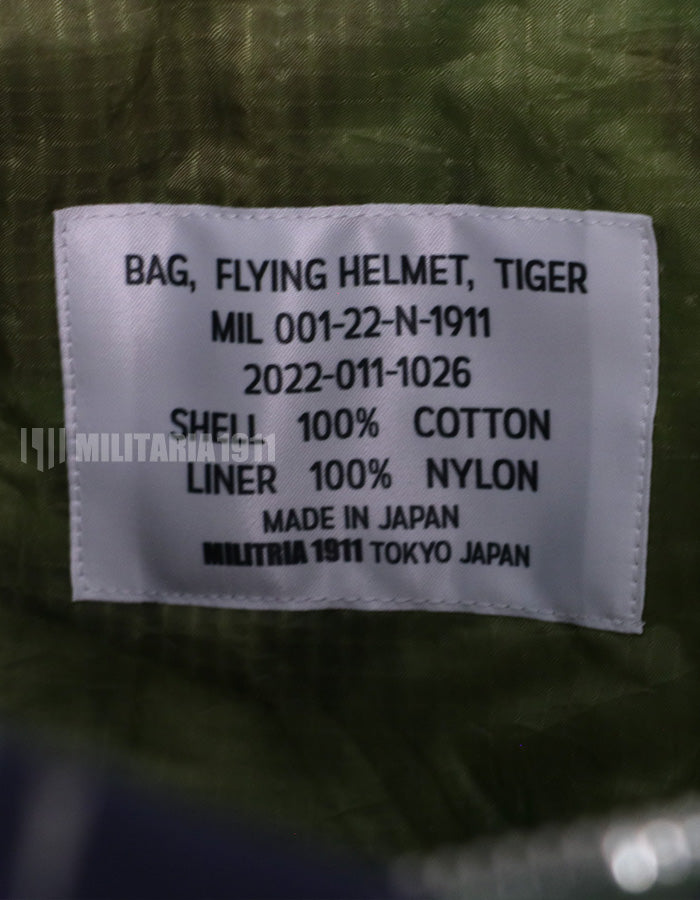 BAG, FLYING HELMET, TIGER
MIL 001-22-N-1911
2022-011-1026
SHELL 100% COTTON
MILITARIA 1911
LINER 100% NYLON
MADE IN JAPAN
MILITRIA 1911 TOKYO JAPAN